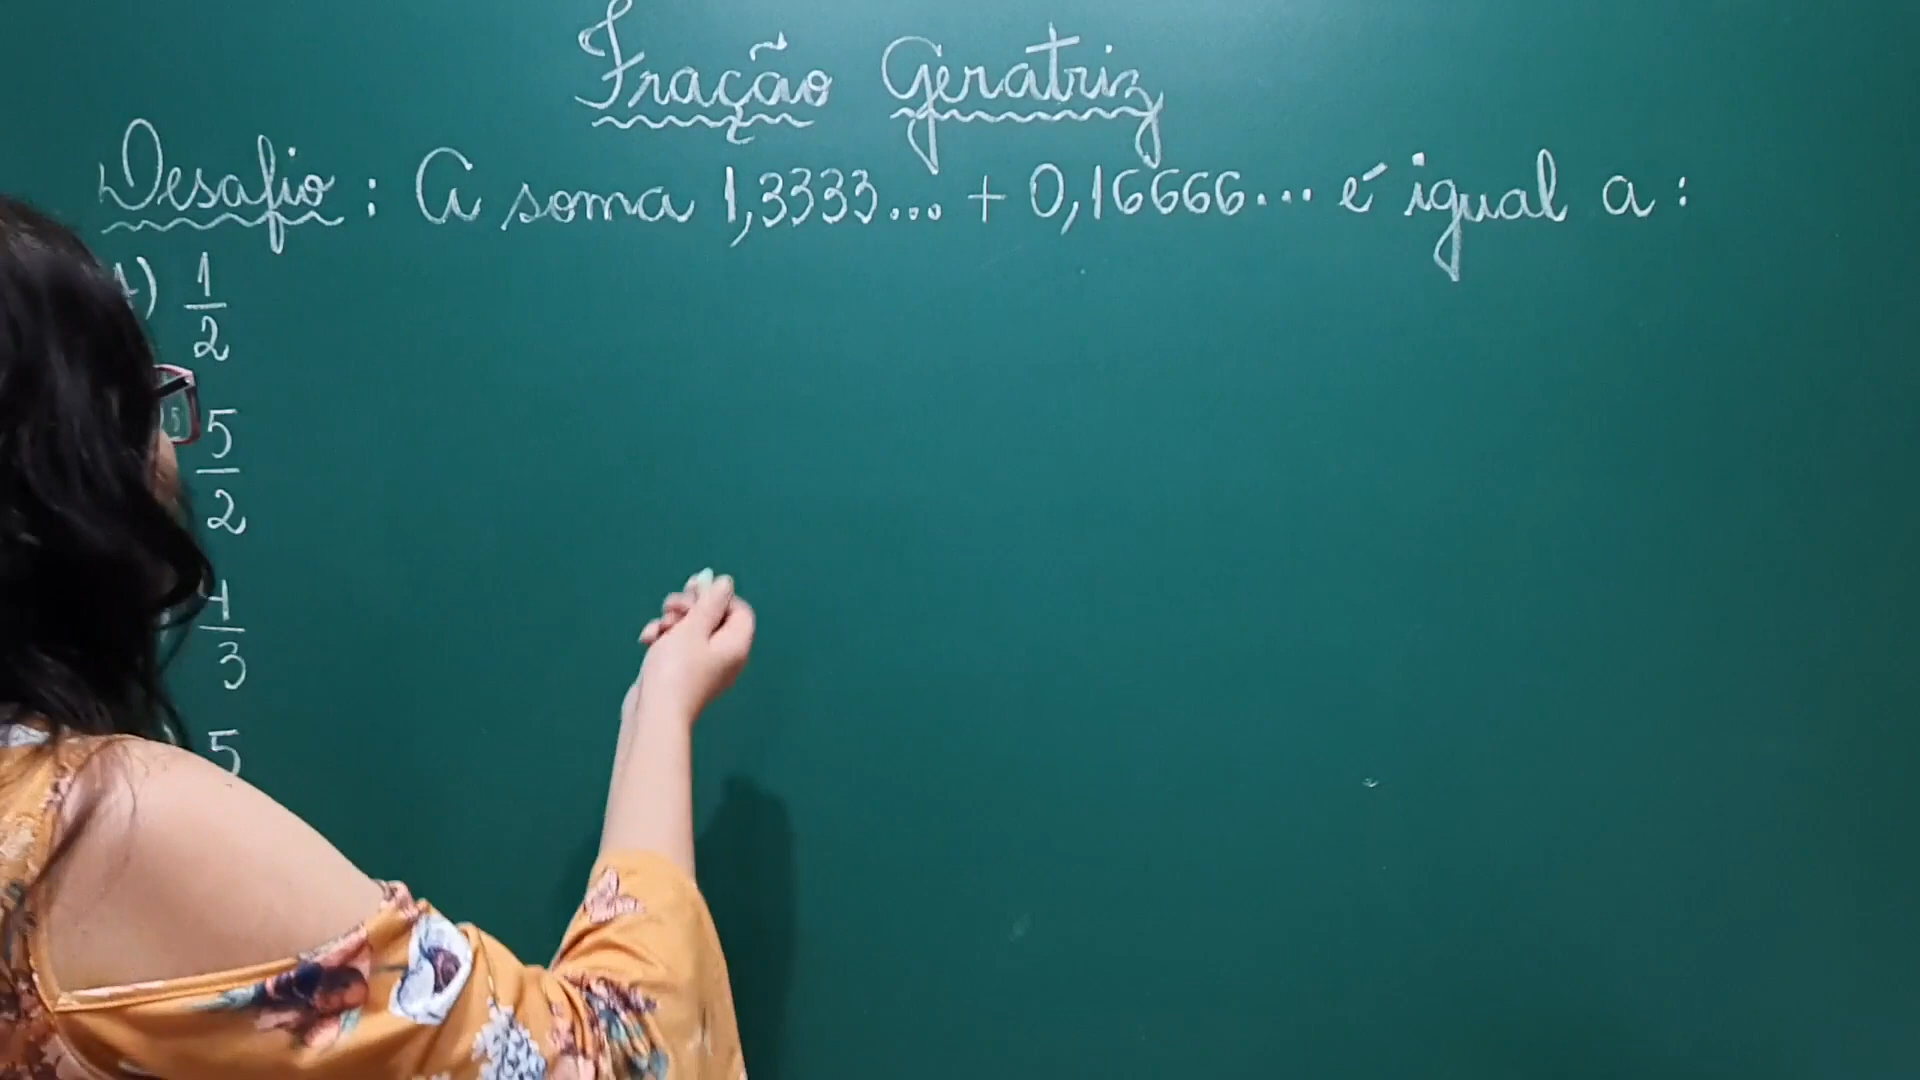 Fração Geratriz
Desafio: A soma 1,3333... + 0,16666... é igual a:
A) 1/2
5/2
3
5